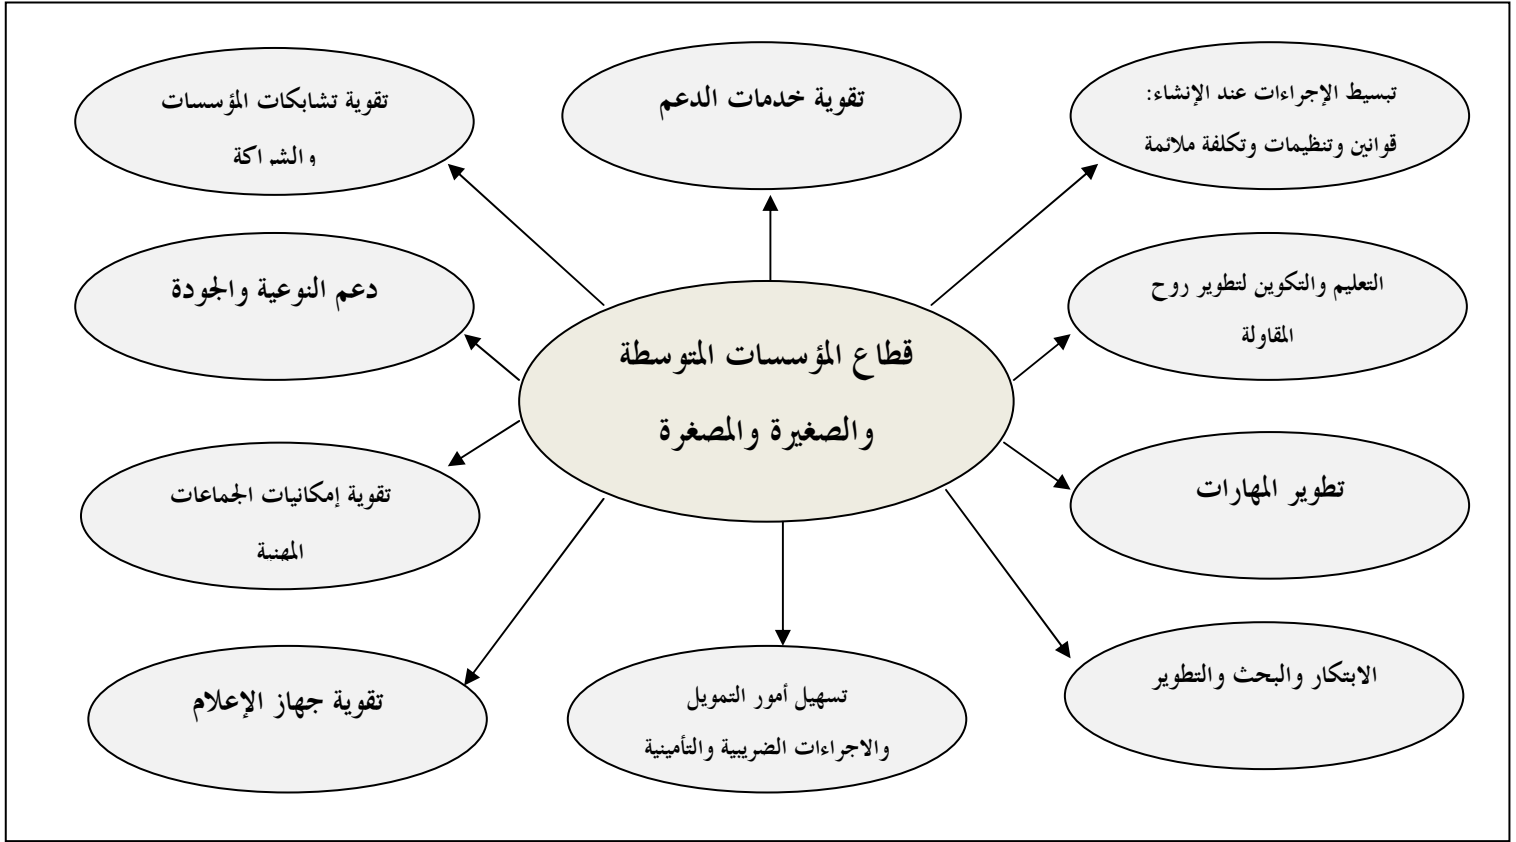 تبسيط الإجراءات عند الإنشاء:
قوانين وتنظيمات وتكلفة ملائمة
تقوية خدمات الدعم
تقوية تشابكات المؤسسات
والشراكة
التعليم والتكوين لتطوير روح
المقاولة
دعم النوعية والجودة
قطاع المؤسسات المتوسطة
والصغيرة والمصغرة
تطوير المهارات
تقوية إمكانيات الجماعات
المهنية
الابتكار والبحث والتطوير
تسهيل أمور التمويل
والاجراءات الضريبية والتأمينية
تقوية جهاز الإعلام